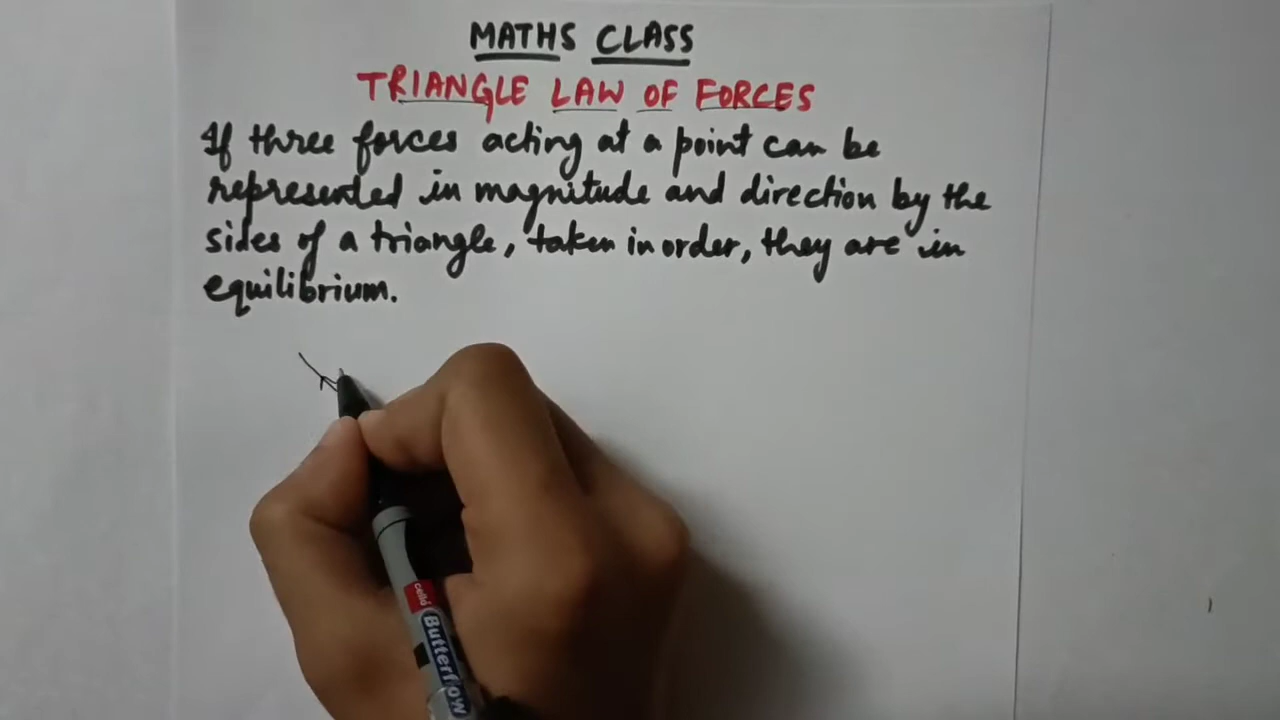 MATHS CLASS
TRIANGLE LAW OF FORCES
If three forces acting at a point can be
represented in magnitude and direction by the
sides of a triangle, taken in order, they are in
equilibrium.
cello
Butterflow